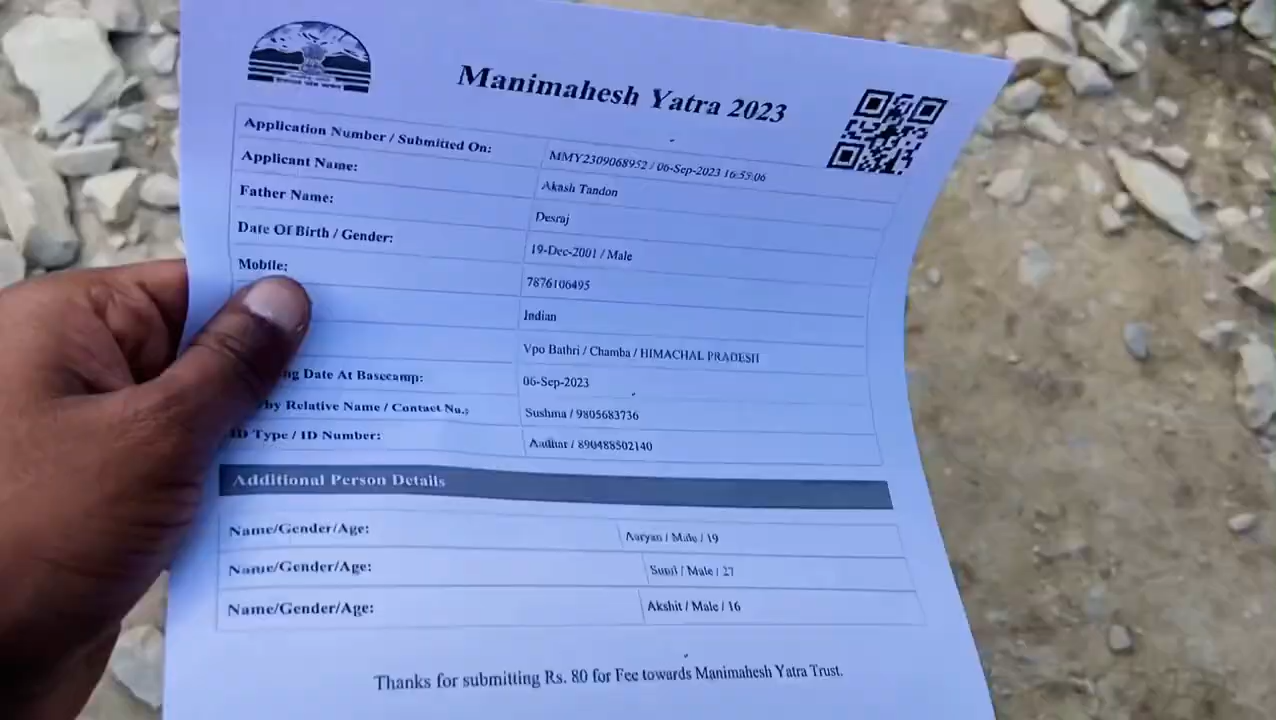 Manimahesh Yatra 2023
Application Number / Submitted On: MMY2309068952 / 06-Sep-2023 16:55:06
Applicant Name: Akash Tandon
Father Name: Desraj
Date Of Birth / Gender: 19-Dec-2001 / Male
Mobile: 7876106495
Indian
Vpo Bathri / Chamba / HIMACHAL PRADESH
ng Date At Basecamp: 06-Sep-2023
by Relative Name / Contact No.: Sushma / 9805683736
ID Type / ID Number: Aadhar / 890488502140
Additional Person Details
Name/Gender/Age: Aaryan / Male / 19
Name/Gender/Age: Sunil / Male / 27
Name/Gender/Age: Akshit / Male / 16
Thanks for submitting Rs. 80 for Fee towards Manimahesh Yatra Trust.